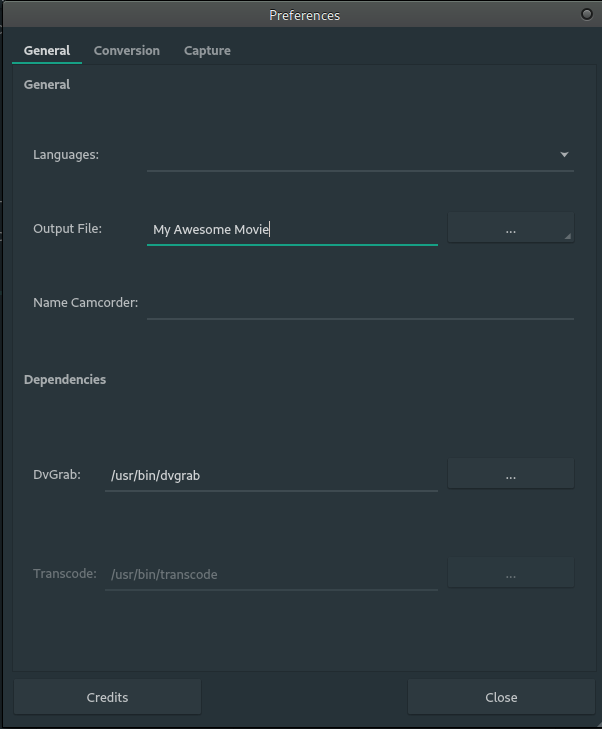 Preferences
General Conversion Capture
General
Languages:
Output File: My Awesome Movie ...
Name Camcorder:
Dependencies
DvGrab: /usr/bin/dvgrab ...
Transcode: /usr/bin/transcode ...
Credits Close